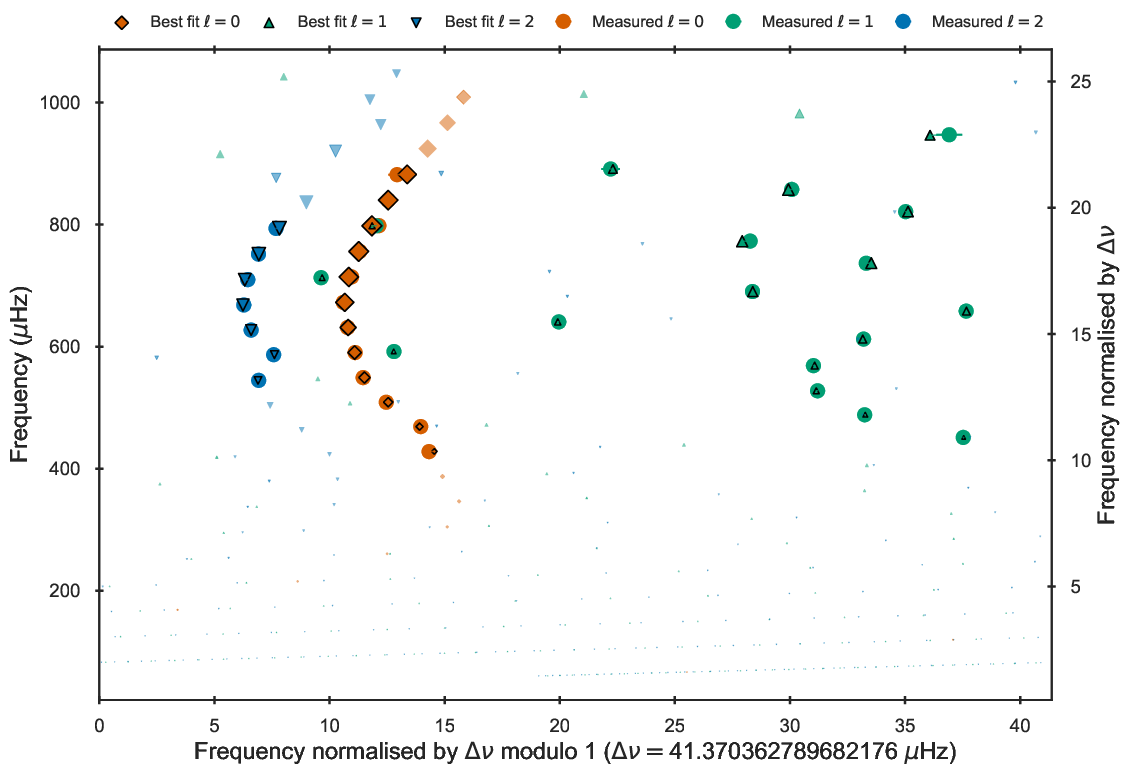 Best fit ℓ = 0 Best fit ℓ = 1 Best fit ℓ = 2 Measured ℓ = 0 Measured ℓ = 1 Measured ℓ = 2
Frequency (μHz)
1000
800
600
400
200
25
20
15
10
5
Frequency normalised by Δν
0 5 10 15 20 25 30 35 40
Frequency normalised by Δν modulo 1 (Δν = 41.370362789682176 μHz)